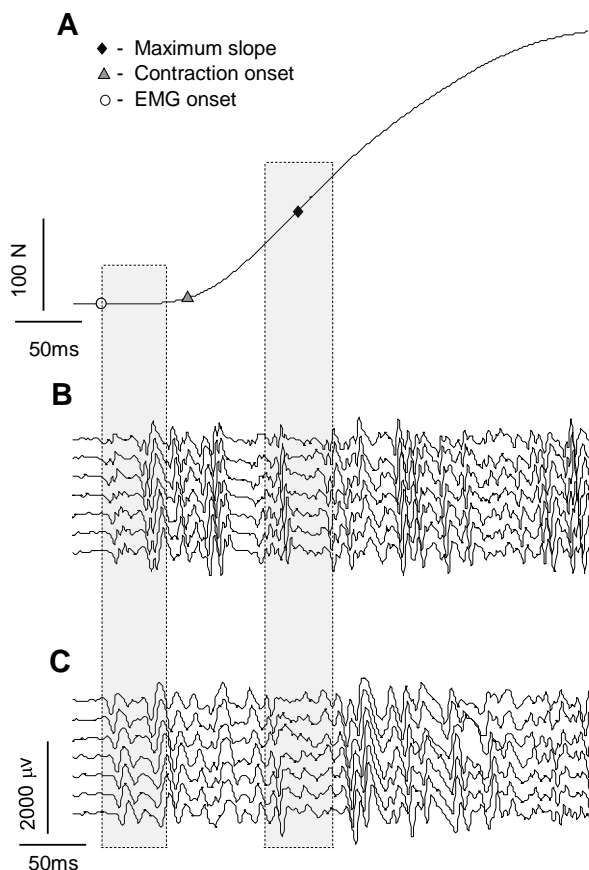 A
- Maximum slope
- Contraction onset
- EMG onset
100 N
50ms
B
C
2000 μv
50ms